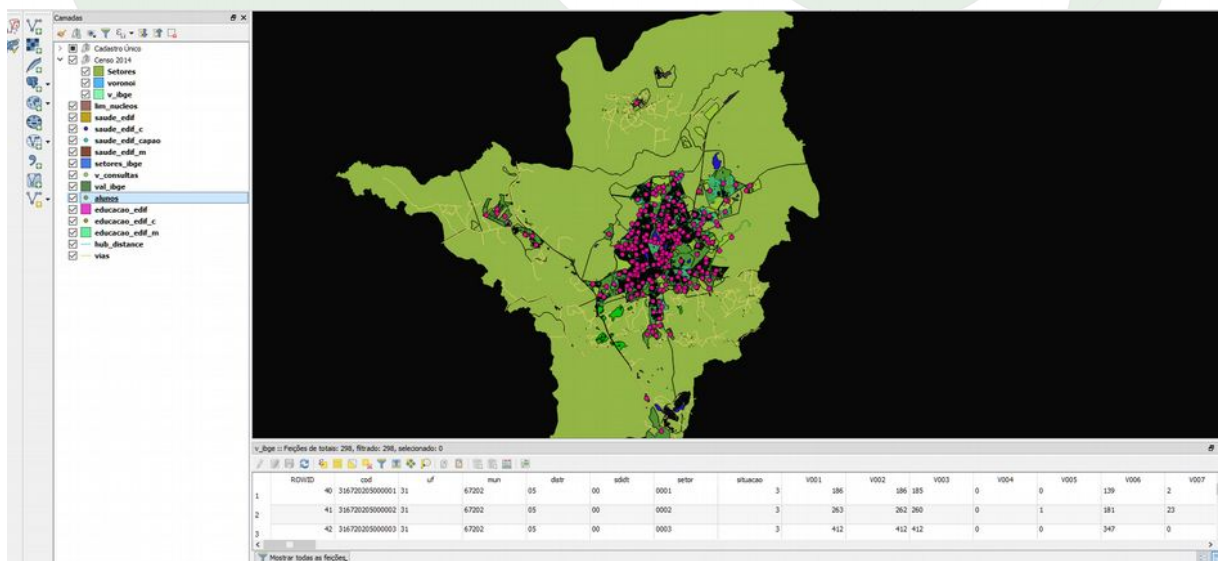 Camadas
Cadastro Único
Censo 2014
Setores
voronoi
v_ibge
lim_nucleos
saude_edif
saude_edif_c
saude_edif_capao
saude_edif_m
setores_ibge
v_consultas
val_ibge
alunos
educacao_edif
educacao_edif_c
educacao_edif_m
hub_distance
vias
v_ibge :: Feições de totais: 298, filtrado: 298, selecionado: 0
ROWID cod uf mun distr sdidt setor situacao V001 V002 V003 V004 V005 V006 V007
1 40 316720205000001 31 67202 05 00 0001 3 186 186 185 0 0 139 2
2 41 316720205000002 31 67202 05 00 0002 3 263 262 260 0 1 181 23
3 42 316720205000003 31 67202 05 00 0003 3 412 412 412 0 0 347 0
Mostrar todas as feições